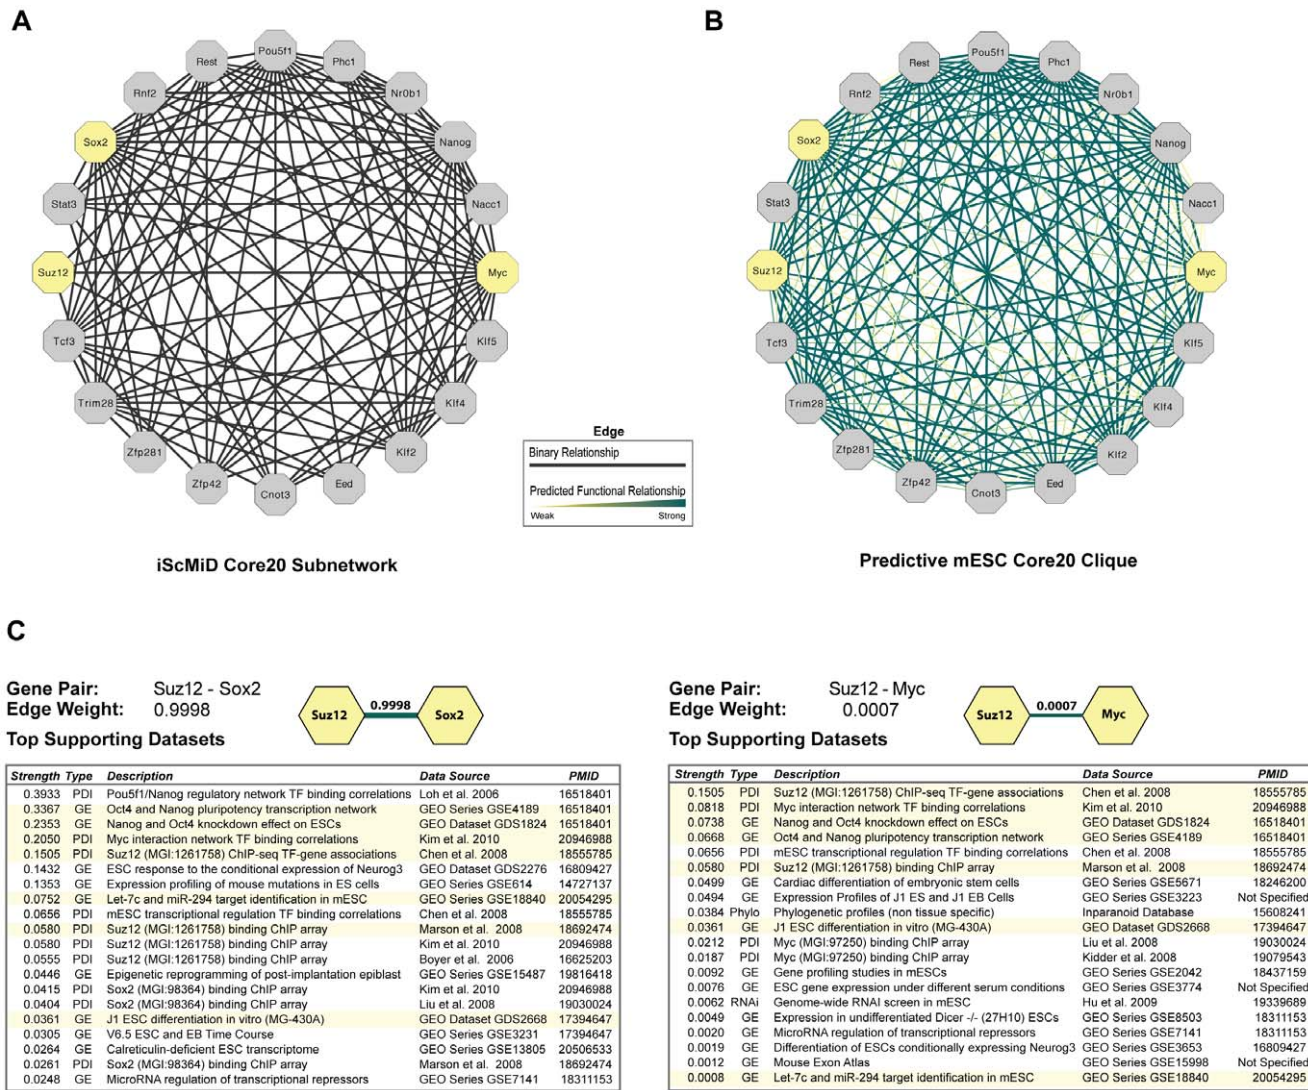 A
B
Pou5f1
Rest
Phc1
Rnf2
Nr0b1
Sox2
Nanog
Stat3
Nacc1
Suz12
Myc
Tcf3
Klf5
Trim28
Klf4
Zfp281
Klf2
Zfp42
Cnot3
Eed
Pou5f1
Rest
Phc1
Rnf2
Nr0b1
Sox2
Nanog
Stat3
Nacc1
Suz12
Myc
Tcf3
Klf5
Trim28
Klf4
Zfp281
Klf2
Zfp42
Cnot3
Eed
Edge
Binary Relationship
Predicted Functional Relationship
Weak Strong
iScMiD Core20 Subnetwork
Predictive mESC Core20 Clique
C
Gene Pair: Suz12 - Sox2
Edge Weight: 0.9998
Suz12 0.9998 Sox2
Top Supporting Datasets
Strength Type Description Data Source PMID
0.3933 PDI Pou5f1/Nanog regulatory network TF binding correlations Loh et al. 2006 16518401
0.3367 GE Oct4 and Nanog pluripotency transcription network GEO Series GSE4189 16518401
0.2353 GE Nanog and Oct4 knockdown effect on ESCs GEO Dataset GDS1824 16518401
0.2050 PDI Myc interaction network TF binding correlations Kim et al. 2010 20946988
0.1505 PDI Suz12 (MGI:1261758) ChIP-seq TF-gene associations Chen et al. 2008 18555785
0.1432 GE ESC response to the conditional expression of Neurog3 GEO Dataset GDS2276 16809427
0.1353 GE Expression profiling of mouse mutations in ES cells GEO Series GSE614 14727137
0.0752 GE Let-7c and miR-294 target identification in mESC GEO Series GSE18840 20054295
0.0656 PDI mESC transcriptional regulation TF binding correlations Chen et al. 2008 18555785
0.0580 PDI Suz12 (MGI:1261758) binding ChIP array Marson et al. 2008 18692474
0.0580 PDI Suz12 (MGI:1261758) binding ChIP array Kim et al. 2010 20946988
0.0555 PDI Suz12 (MGI:1261758) binding ChIP array Boyer et al. 2006 16625203
0.0446 GE Epigenetic reprogramming of post-implantation epiblast GEO Series GSE15487 19816418
0.0415 PDI Sox2 (MGI:98364) binding ChIP array Kim et al. 2010 20946988
0.0404 PDI Sox2 (MGI:98364) binding ChIP array Liu et al. 2008 19030024
0.0361 GE J1 ESC differentiation in vitro (MG-430A) GEO Dataset GDS2668 17394647
0.0305 GE V6.5 ESC and EB Time Course GEO Series GSE3231 17394647
0.0264 GE Calreticulin-deficient ESC transcriptome GEO Series GSE13805 20506533
0.0261 PDI Sox2 (MGI:98364) binding ChIP array Marson et al. 2008 18692474
0.0248 GE MicroRNA regulation of transcriptional repressors GEO Series GSE7141 18311153
Gene Pair: Suz12 - Myc
Edge Weight: 0.0007
Suz12 0.0007 Myc
Top Supporting Datasets
Strength Type Description Data Source PMID
0.1505 PDI Suz12 (MGI:1261758) ChIP-seq TF-gene associations Chen et al. 2008 18555785
0.0818 PDI Myc interaction network TF binding correlations Kim et al. 2010 20946988
0.0738 GE Nanog and Oct4 knockdown effect on ESCs GEO Dataset GDS1824 16518401
0.0668 GE Oct4 and Nanog pluripotency transcription network GEO Series GSE4189 16518401
0.0656 PDI mESC transcriptional regulation TF binding correlations Chen et al. 2008 18555785
0.0580 PDI Suz12 (MGI:1261758) binding ChIP array Marson et al. 2008 18692474
0.0499 GE Cardiac differentiation of embryonic stem cells GEO Series GSE5671 18246200
0.0494 GE Expression Profiles of J1 ES and J1 EB Cells GEO Series GSE3223 Not Specified
0.0384 Phylo Phylogenetic profiles (non tissue specific) Inparanoid Database 15608241
0.0361 GE J1 ESC differentiation in vitro (MG-430A) GEO Dataset GDS2668 17394647
0.0212 PDI Myc (MGI:97250) binding ChIP array Liu et al. 2008 19030024
0.0187 PDI Myc (MGI:97250) binding ChIP array Kidder et al. 2008 19079543
0.0092 GE Gene profiling studies in mESCs GEO Series GSE2042 18437159
0.0076 GE ESC gene expression under different serum conditions GEO Series GSE3774 Not Specified
0.0062 RNAi Genome-wide RNAI screen in mESC Hu et al. 2009 19339689
0.0049 GE Expression in undifferentiated Dicer -/- (27H10) ESCs GEO Series GSE8503 18311153
0.0020 GE MicroRNA regulation of transcriptional repressors GEO Series GSE7141 18311153
0.0019 GE Differentiation of ESCs conditionally expressing Neurog3 GEO Series GSE3653 16809427
0.0012 GE Mouse Exon Atlas GEO Series GSE15998 Not Specified
0.0008 GE Let-7c and miR-294 target identification in mESC GEO Series GSE18840 20054295